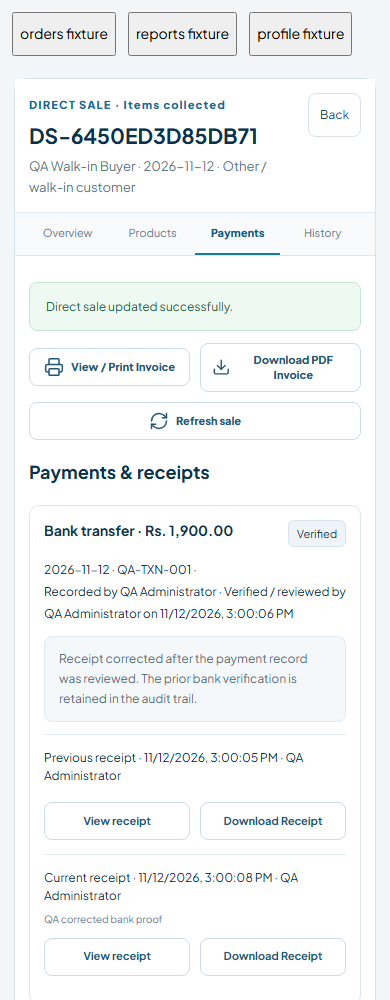 orders fixture
reports fixture
profile fixture
DIRECT SALE · Items collected
Back
DS-6450ED3D85DB71
QA Walk-in Buyer · 2026-11-12 · Other /
walk-in customer
Overview
Products
Payments
History
Direct sale updated successfully.
View / Print Invoice
Download PDF
Invoice
Refresh sale
Payments & receipts
Bank transfer · Rs. 1,900.00
Verified
2026-11-12 · QA-TXN-001 ·
Recorded by QA Administrator · Verified / reviewed by
QA Administrator on 11/12/2026, 3:00:06 PM
Receipt corrected after the payment record
was reviewed. The prior bank verification is
retained in the audit trail.
Previous receipt · 11/12/2026, 3:00:05 PM · QA
Administrator
View receipt
Download Receipt
Current receipt · 11/12/2026, 3:00:08 PM · QA
Administrator
QA corrected bank proof
View receipt
Download Receipt